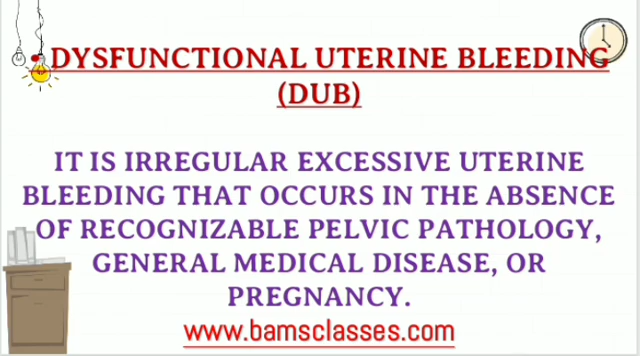 DYSFUNCTIONAL UTERINE BLEEDING
(DUB)
IT IS IRREGULAR EXCESSIVE UTERINE
BLEEDING THAT OCCURS IN THE ABSENCE
OF RECOGNIZABLE PELVIC PATHOLOGY,
GENERAL MEDICAL DISEASE, OR
PREGNANCY.
www.bamsclasses.com